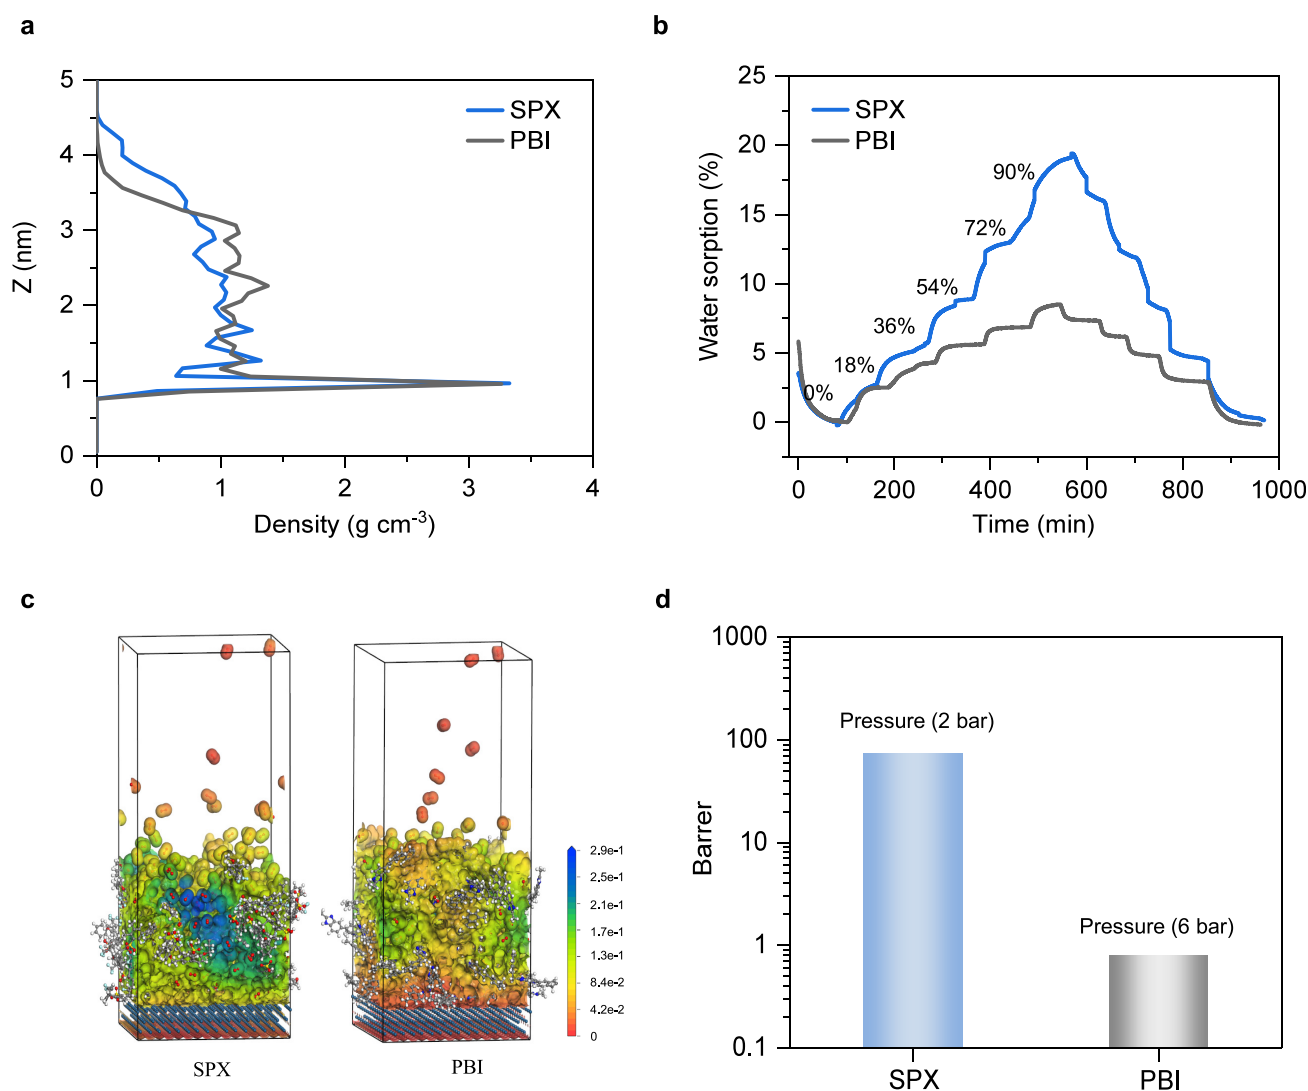 a
5
4
3
2
1
0
Z (nm)
SPX
PBI
0
1
2
3
4
Density (g cm⁻³)
b
25
20
15
10
5
0
Water sorption (%)
SPX
PBI
0%
18%
36%
54%
72%
90%
0
200
400
600
800
1000
Time (min)
c
2.9e-1
2.5e-1
2.1e-1
1.7e-1
1.3e-1
8.4e-2
4.2e-2
0
SPX
PBI
d
1000
100
10
1
0.1
Barrer
Pressure (2 bar)
Pressure (6 bar)
SPX
PBI